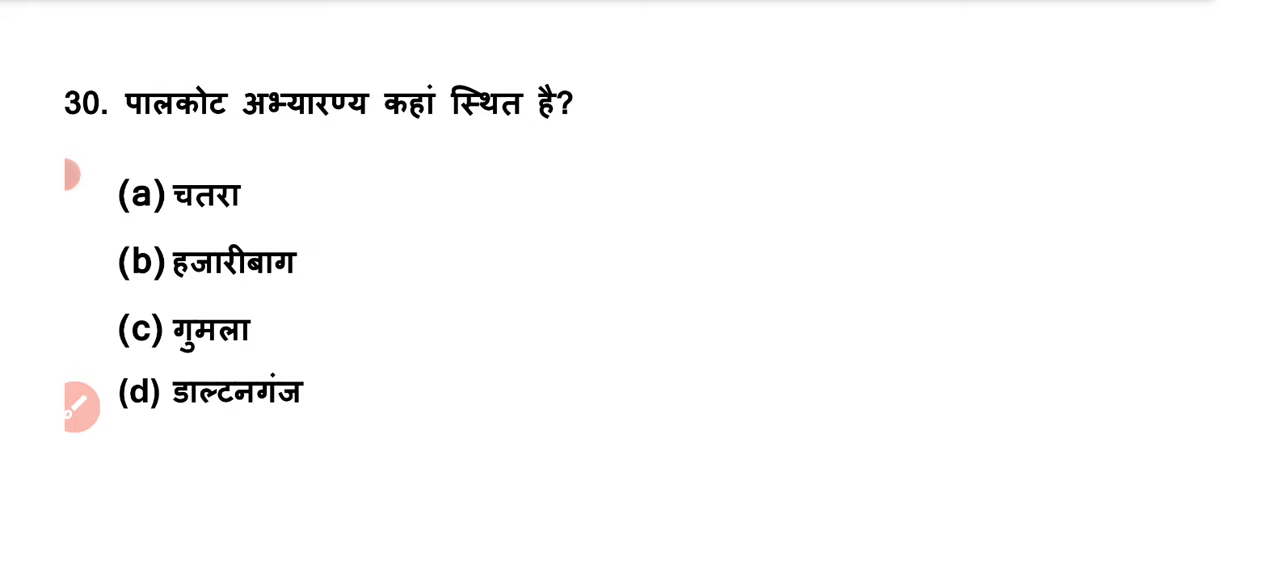 30. पालकोट अभ्यारण्य कहां स्थित है?
(a) चतरा
(b) हजारीबाग
(c) गुमला
(d) डाल्टनगंज